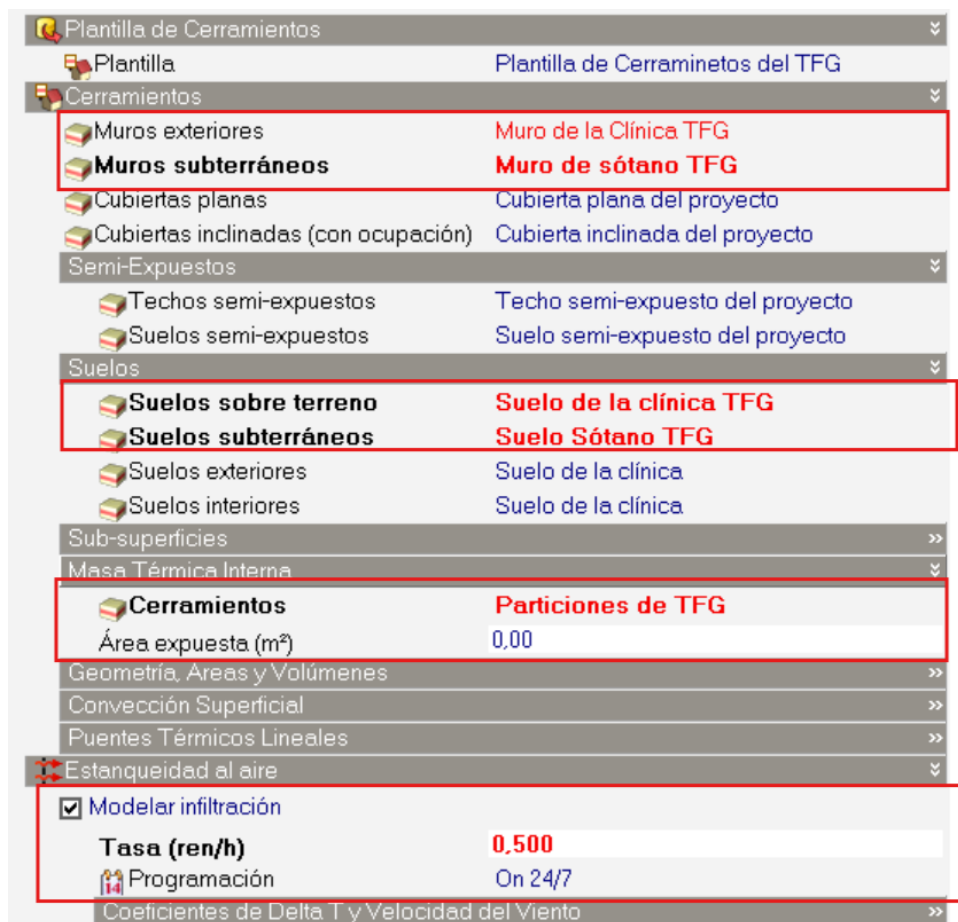 Plantilla de Cerramientos
Plantilla Plantilla de Cerraminetos del TFG
Cerramientos
Muros exteriores Muro de la Clínica TFG
Muros subterráneos Muro de sótano TFG
Cubiertas planas Cubierta plana del proyecto
Cubiertas inclinadas (con ocupación) Cubierta inclinada del proyecto
Semi-Expuestos
Techos semi-expuestos Techo semi-expuesto del proyecto
Suelos semi-expuestos Suelo semi-expuesto del proyecto
Suelos
Suelos sobre terreno Suelo de la clínica TFG
Suelos subterráneos Suelo Sótano TFG
Suelos exteriores Suelo de la clínica
Suelos interiores Suelo de la clínica
Sub-superficies
Masa Térmica Interna
Cerramientos Particiones de TFG
Área expuesta (m²) 0,00
Geometría, Areas y Volúmenes
Convección Superficial
Puentes Térmicos Lineales
Estanqueidad al aire
Modelar infiltración
Tasa (ren/h) 0,500
14 Programación On 24/7
Coeficientes de Delta T y Velocidad del Viento